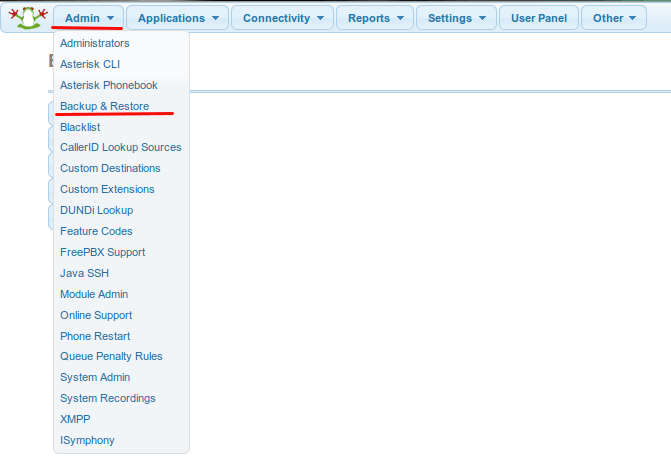 Admin Applications Connectivity Reports Settings User Panel Other
Administrators
Asterisk CLI
Asterisk Phonebook
Backup & Restore
Blacklist
CallerID Lookup Sources
Custom Destinations
Custom Extensions
DUNDi Lookup
Feature Codes
FreePBX Support
Java SSH
Module Admin
Online Support
Phone Restart
Queue Penalty Rules
System Admin
System Recordings
XMPP
ISymphony